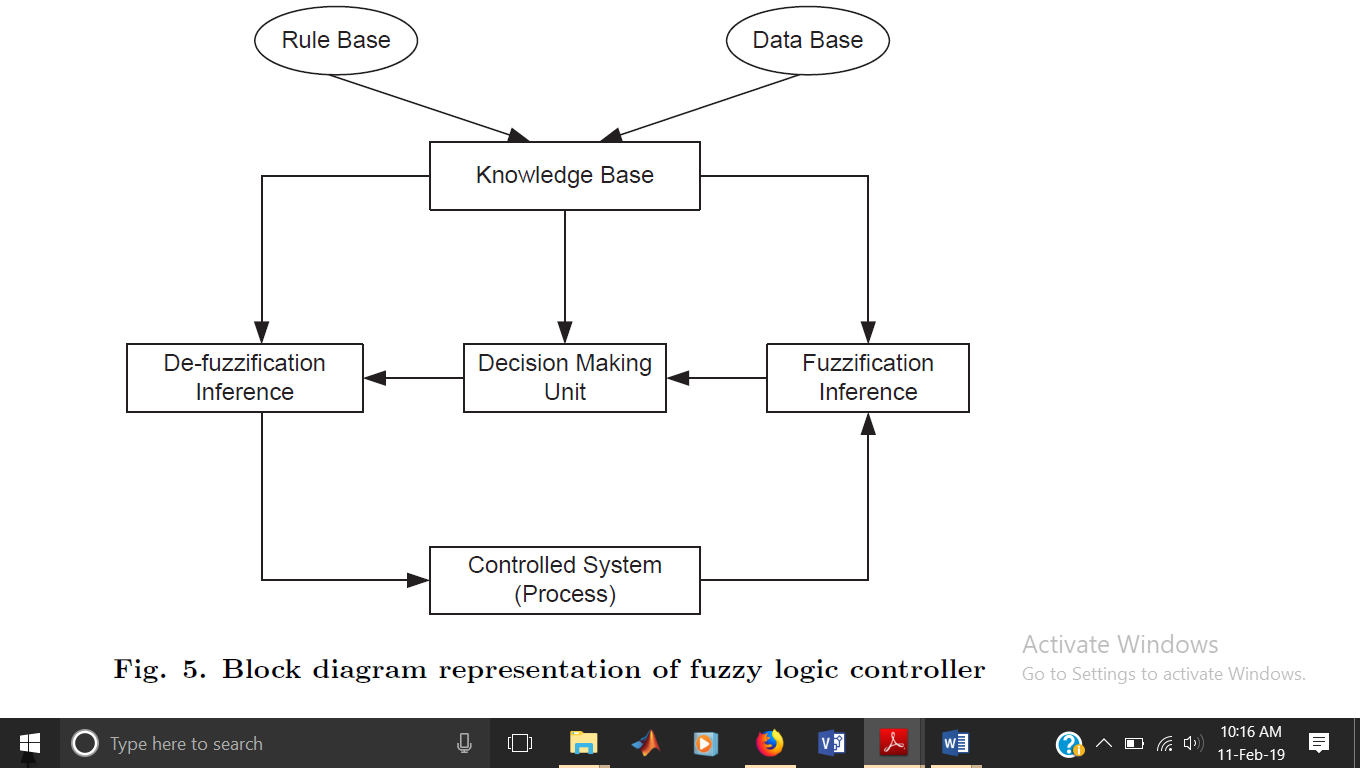 Rule Base
Data Base
Knowledge Base
De-fuzzification
Inference
Decision Making
Unit
Fuzzification
Inference
Controlled System
(Process)
Fig. 5. Block diagram representation of fuzzy logic controller
Activate Windows
Go to Settings to activate Windows.
Type here to search
10:16 AM
11-Feb-19